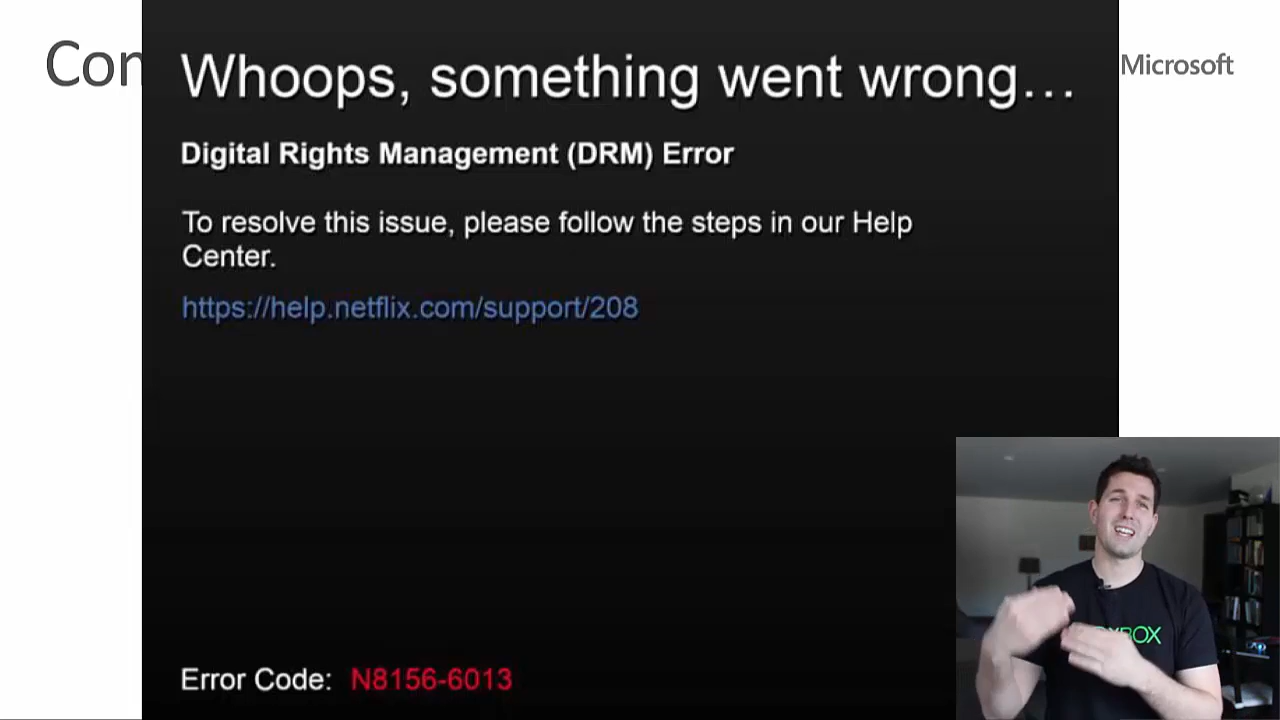 Con
Microsoft
Whoops, something went wrong…
Digital Rights Management (DRM) Error
To resolve this issue, please follow the steps in our Help
Center.
https://help.netflix.com/support/208
Error Code: N8156-6013